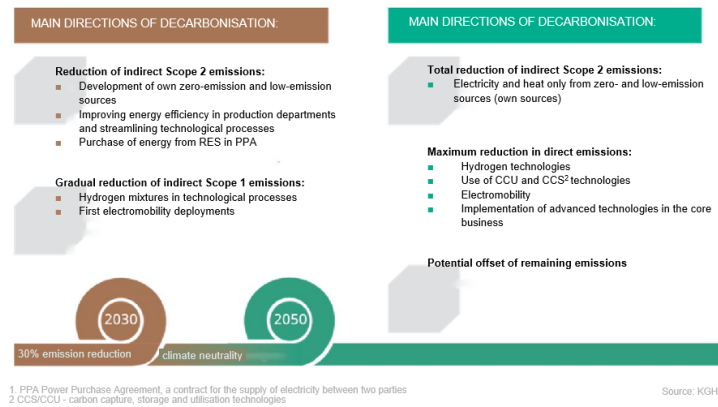 MAIN DIRECTIONS OF DECARBONISATION:
Reduction of indirect Scope 2 emissions:
Development of own zero-emission and low-emission
sources
Improving energy efficiency in production departments
and streamlining technological processes
Purchase of energy from RES in PPA
Gradual reduction of indirect Scope 1 emissions:
Hydrogen mixtures in technological processes
First electromobility deployments
MAIN DIRECTIONS OF DECARBONISATION:
Total reduction of indirect Scope 2 emissions:
Electricity and heat only from zero- and low-emission
sources (own sources)
Maximum reduction in direct emissions:
Hydrogen technologies
Use of CCU and CCS² technologies
Electromobility
Implementation of advanced technologies in the core
business
Potential offset of remaining emissions
2030
2050
30% emission reduction
climate neutrality
1. PPA Power Purchase Agreement, a contract for the supply of electricity between two parties
2 CCS/CCU - carbon capture, storage and utilisation technologies
Source: KGH